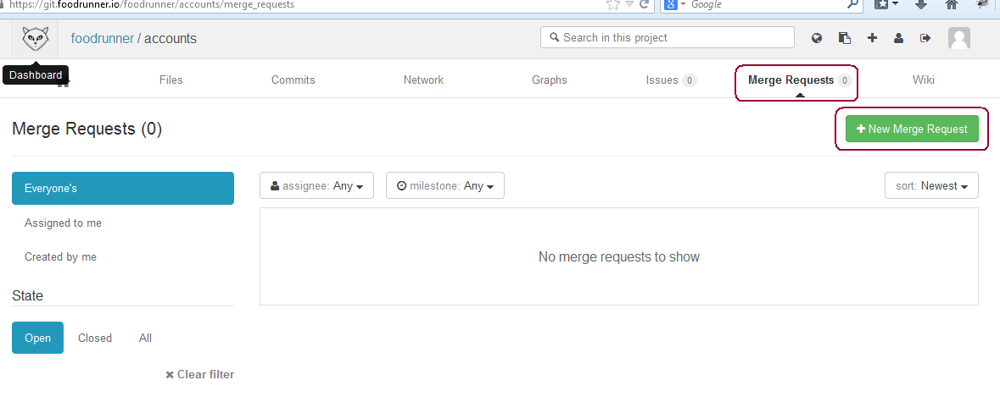 https://git.foodrunner.io/foodrunner/accounts/merge_requests
Google
foodrunner / accounts
Search in this project
Dashboard
Files Commits Network Graphs Issues 0 Merge Requests 0 Wiki
Merge Requests (0)
New Merge Request
Everyone's
assignee: Any milestone: Any sort: Newest
Assigned to me
Created by me
No merge requests to show
State
Open Closed All
Clear filter